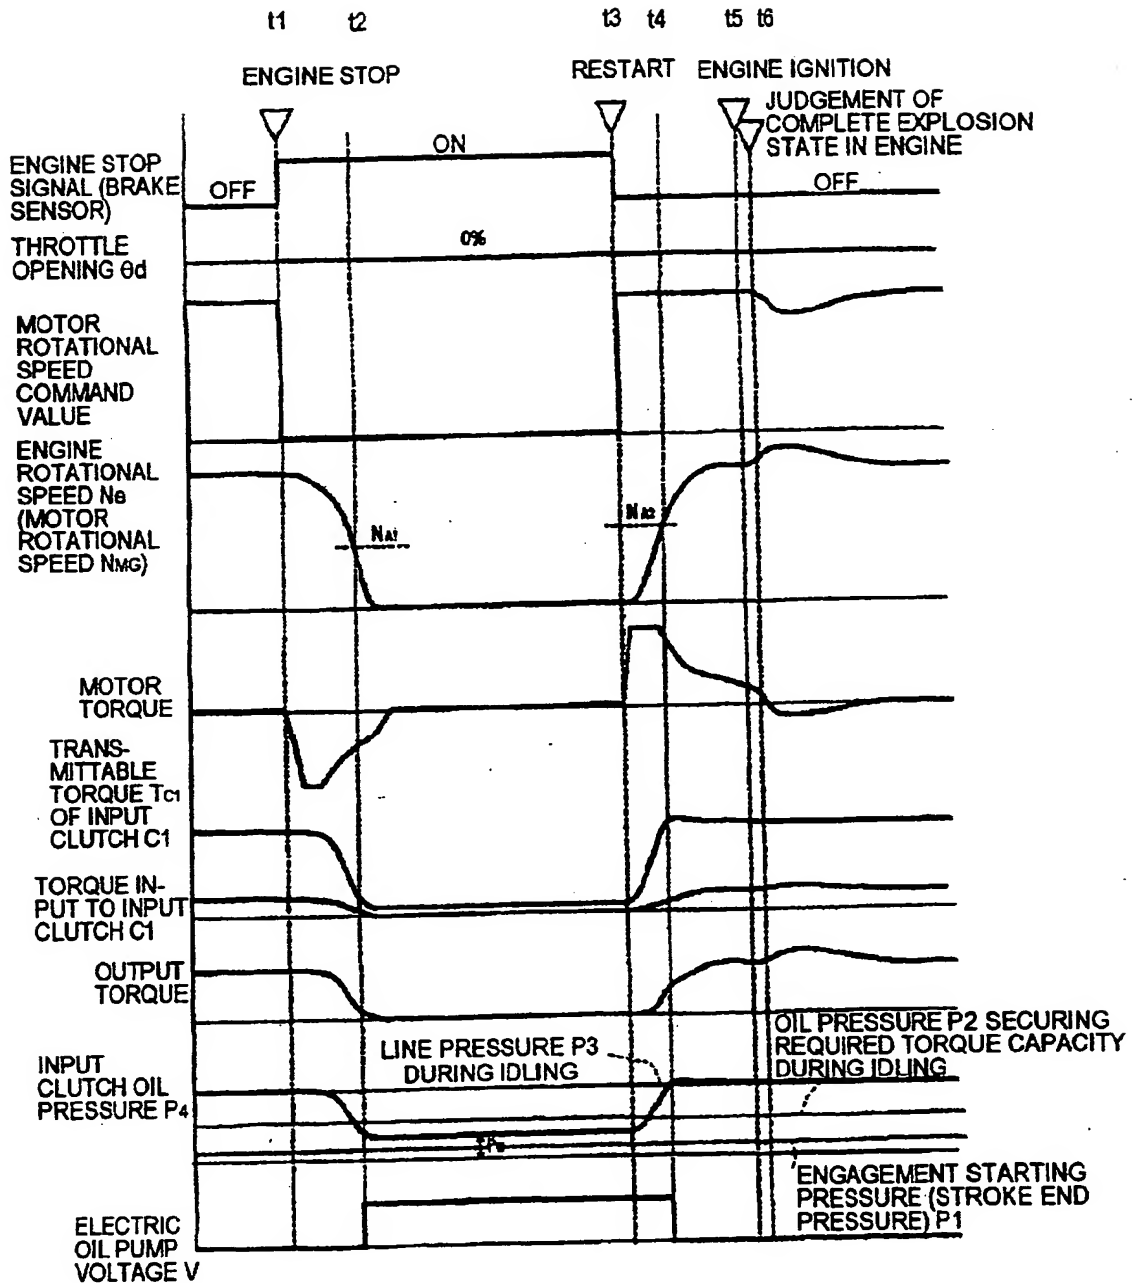 t1 t2 t3 t4 t5 t6
ENGINE STOP
RESTART
ENGINE IGNITION
JUDGEMENT OF
COMPLETE EXPLOSION
STATE IN ENGINE
ENGINE STOP
SIGNAL (BRAKE
SENSOR)
OFF
ON
OFF
THROTTLE
OPENING θd
0%
MOTOR
ROTATIONAL
SPEED
COMMAND
VALUE
ENGINE
ROTATIONAL
SPEED Ne
(MOTOR
ROTATIONAL
SPEED NMG)
NA1
NA2
MOTOR
TORQUE
TRANS-
MITTABLE
TORQUE TC1
OF INPUT
CLUTCH C1
TORQUE IN-
PUT TO INPUT
CLUTCH C1
OUTPUT
TORQUE
INPUT
CLUTCH OIL
PRESSURE P4
LINE PRESSURE P3
DURING IDLING
OIL PRESSURE P2 SECURING
REQUIRED TORQUE CAPACITY
DURING IDLING
ENGAGEMENT STARTING
PRESSURE (STROKE END
PRESSURE) P1
ELECTRIC
OIL PUMP
VOLTAGE V